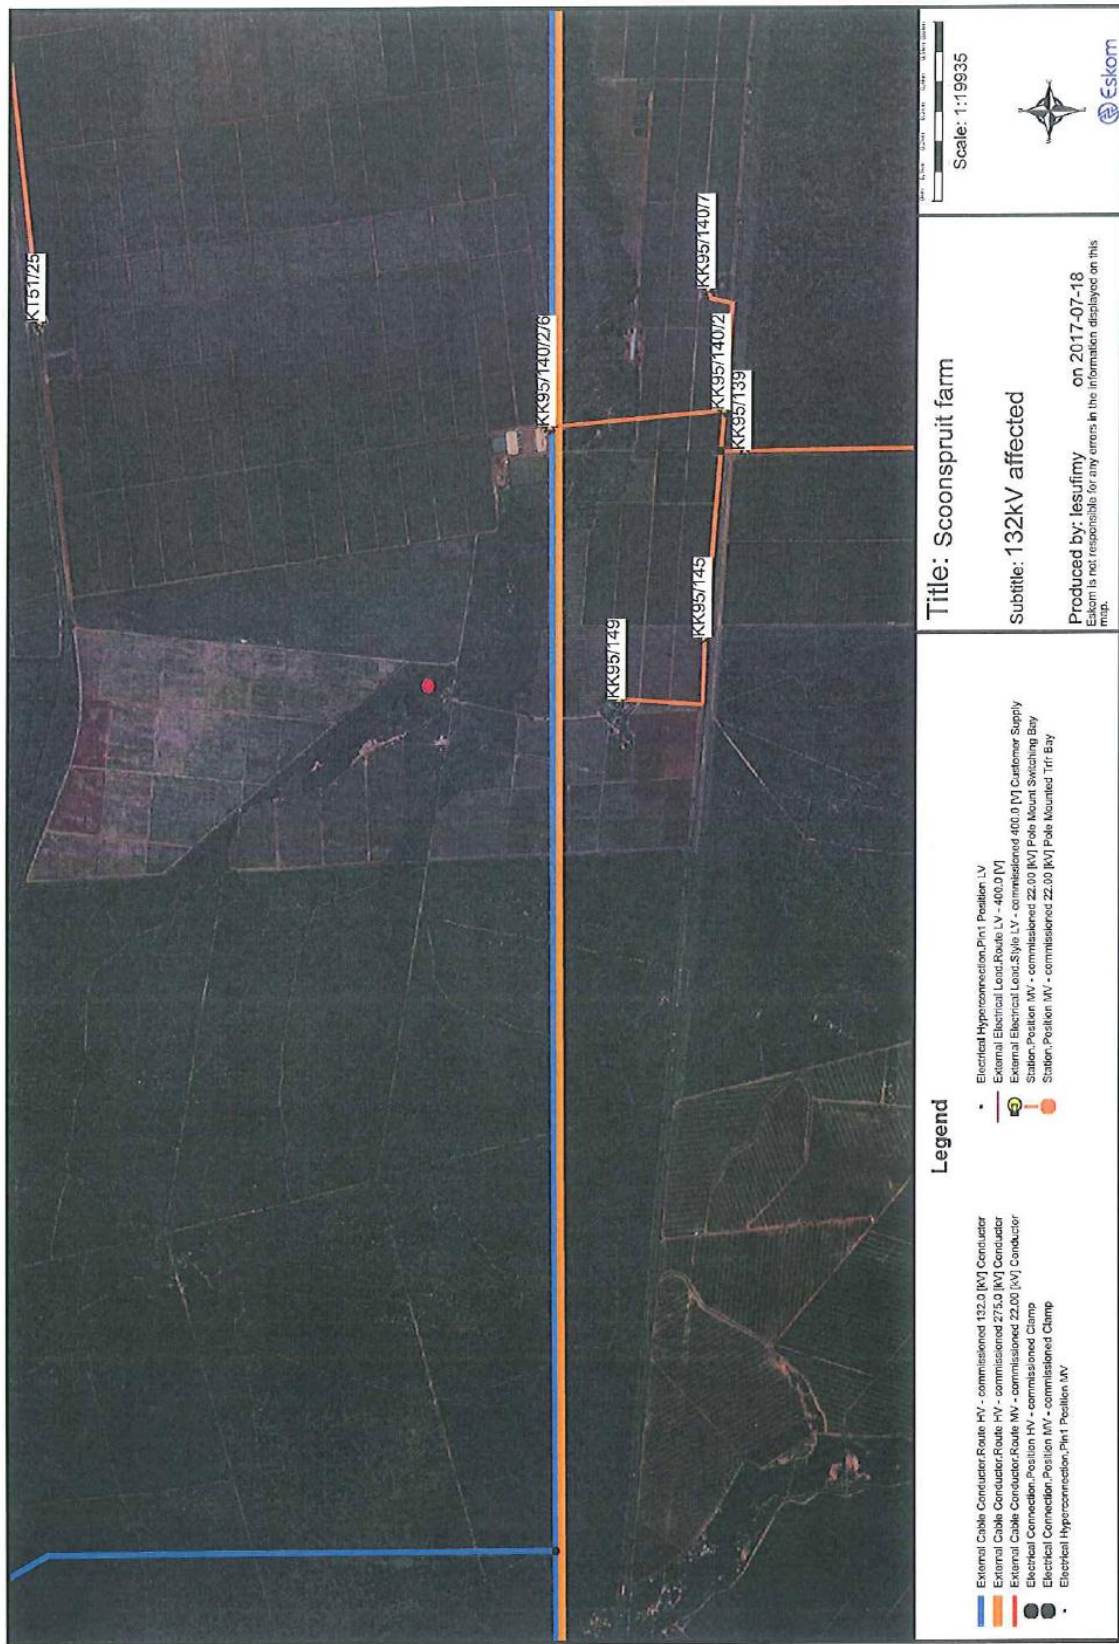 KT51/25
KK95/140/2/6
KK95/140/7
KK95/140/2
KK95/139
KK95/145
KK95/149
Legend
External Cable Conductor.Route HV - commissioned 132.0 [kV] Conductor
External Cable Conductor.Route HV - commissioned 275.0 [kV] Conductor
External Cable Conductor.Route MV - commissioned 22.00 [kV] Conductor
Electrical Connection.Position HV - commissioned Clamp
Electrical Connection.Position MV - commissioned Clamp
Electrical Hyperconnection.Pin1 Position MV
Electrical Hyperconnection.Pin1 Position LV
External Electrical Load.Route LV - 400.0 [V]
External Electrical Load.Style LV - commissioned 400.0 [V] Customer Supply
Station.Position MV - commissioned 22.00 [kV] Pole Mount Switching Bay
Station.Position MV - commissioned 22.00 [kV] Pole Mounted Trfr Bay
Title: Scoonspruit farm
Subtitle: 132kV affected
Produced by: lesufimy on 2017-07-18
Eskom is not responsible for any errors in the information displayed on this
map.
Scale: 1:19935
Eskom